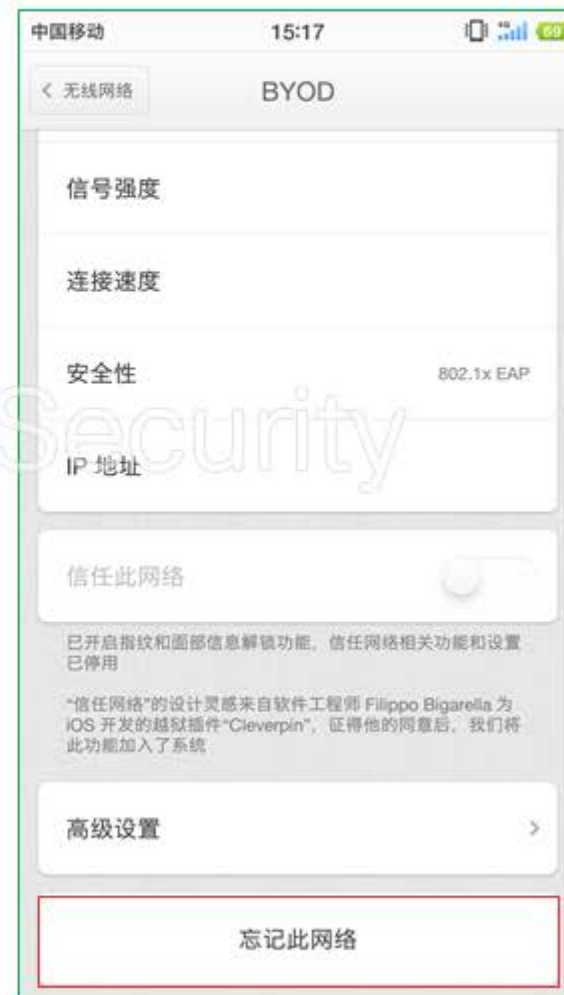 中国移动 15:17 4G 69
无线网络 BYOD
信号强度
连接速度
安全性 802.1x EAP
Security
IP 地址
信任此网络
已开启指纹和面部信息解锁功能，信任网络相关功能和设置
已停用
“信任网络”的设计灵感来自软件工程师 Filippo Bigarella 为
iOS 开发的越狱插件“Cleverpin”，征得他的同意后，我们将
此功能加入了系统
高级设置
忘记此网络